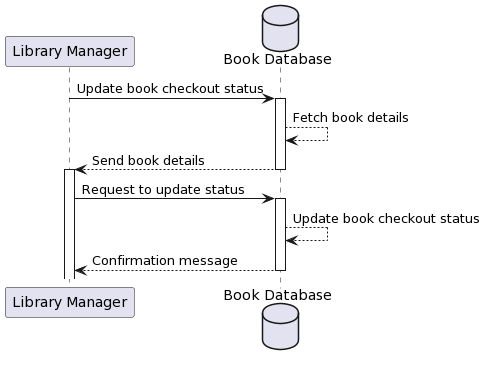 Library Manager
Book Database
Update book checkout status
Fetch book details
Send book details
Request to update status
Update book checkout status
Confirmation message
Library Manager
Book Database